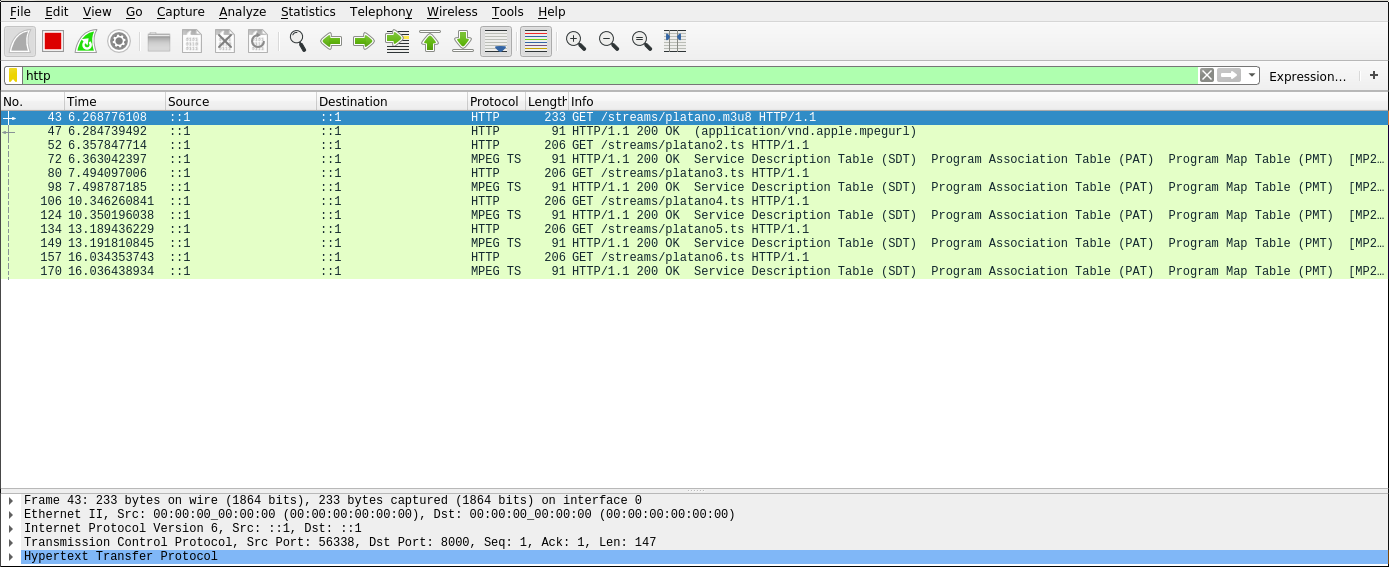 File Edit View Go Capture Analyze Statistics Telephony Wireless Tools Help
http Expression... +
No. Time Source Destination Protocol Length Info
43 6.268776108 ::1 ::1 HTTP 233 GET /streams/platano.m3u8 HTTP/1.1
47 6.284739492 ::1 ::1 HTTP 91 HTTP/1.1 200 OK (application/vnd.apple.mpegurl)
52 6.357847714 ::1 ::1 HTTP 206 GET /streams/platano2.ts HTTP/1.1
72 6.363042397 ::1 ::1 MPEG TS 91 HTTP/1.1 200 OK Service Description Table (SDT) Program Association Table (PAT) Program Map Table (PMT) [MP2…
80 7.494097006 ::1 ::1 HTTP 206 GET /streams/platano3.ts HTTP/1.1
98 7.498787185 ::1 ::1 MPEG TS 91 HTTP/1.1 200 OK Service Description Table (SDT) Program Association Table (PAT) Program Map Table (PMT) [MP2…
106 10.346260841 ::1 ::1 HTTP 206 GET /streams/platano4.ts HTTP/1.1
124 10.350196038 ::1 ::1 MPEG TS 91 HTTP/1.1 200 OK Service Description Table (SDT) Program Association Table (PAT) Program Map Table (PMT) [MP2…
134 13.189436229 ::1 ::1 HTTP 206 GET /streams/platano5.ts HTTP/1.1
149 13.191810845 ::1 ::1 MPEG TS 91 HTTP/1.1 200 OK Service Description Table (SDT) Program Association Table (PAT) Program Map Table (PMT) [MP2…
157 16.034353743 ::1 ::1 HTTP 206 GET /streams/platano6.ts HTTP/1.1
170 16.036438934 ::1 ::1 MPEG TS 91 HTTP/1.1 200 OK Service Description Table (SDT) Program Association Table (PAT) Program Map Table (PMT) [MP2…
Frame 43: 233 bytes on wire (1864 bits), 233 bytes captured (1864 bits) on interface 0
Ethernet II, Src: 00:00:00_00:00:00 (00:00:00:00:00:00), Dst: 00:00:00_00:00:00 (00:00:00:00:00:00)
Internet Protocol Version 6, Src: ::1, Dst: ::1
Transmission Control Protocol, Src Port: 56338, Dst Port: 8000, Seq: 1, Ack: 1, Len: 147
Hypertext Transfer Protocol